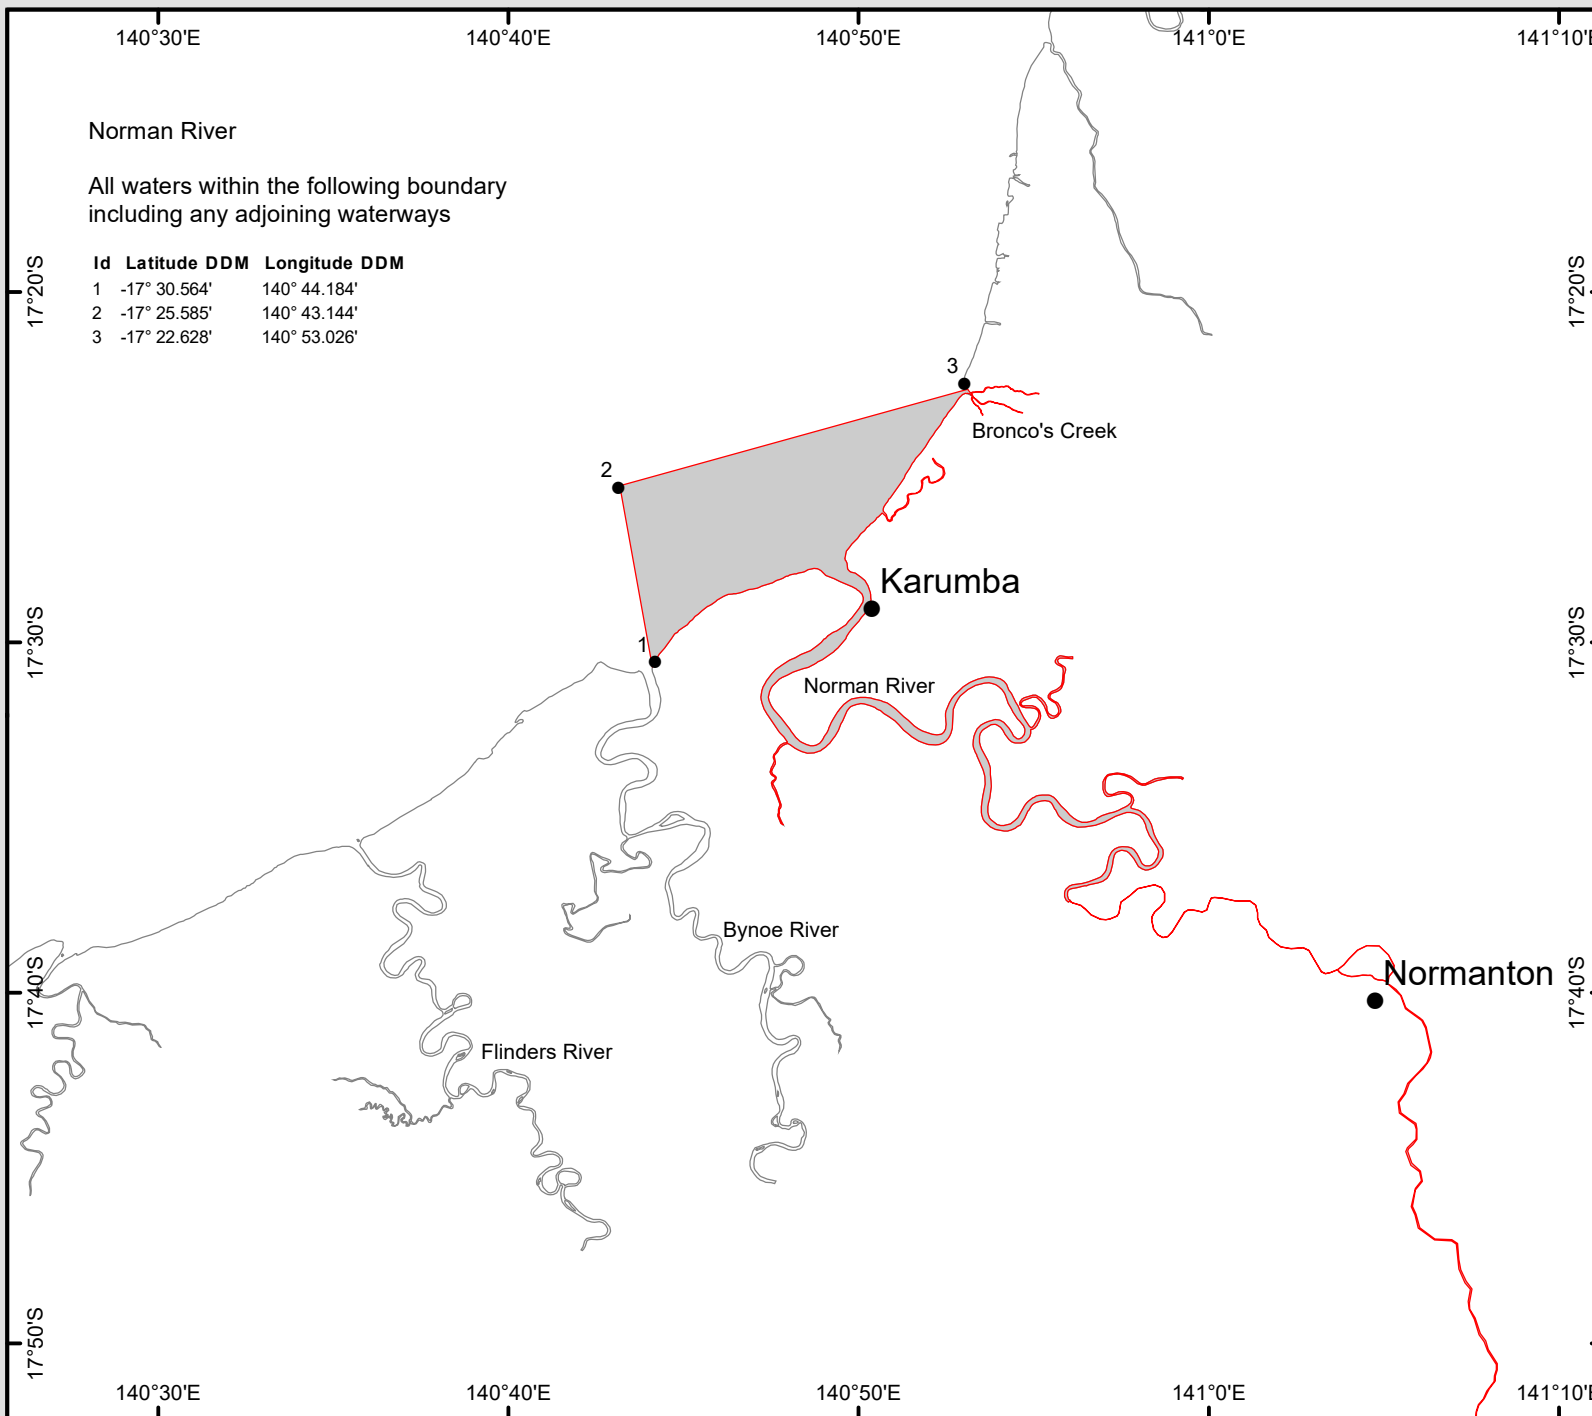 140°30'E 140°40'E 140°50'E 141°0'E 141°10'E
Norman River
All waters within the following boundary
including any adjoining waterways
Id Latitude DDM Longitude DDM
1 -17° 30.564' 140° 44.184'
2 -17° 25.585' 140° 43.144'
3 -17° 22.628' 140° 53.026'
17°20'S 17°20'S
3
Bronco's Creek
2
Karumba
1
17°30'S 17°30'S
Norman River
Bynoe River
Normanton
17°40'S 17°40'S
Flinders River
17°50'S 17°50'S
140°30'E 140°40'E 140°50'E 141°0'E 141°10'E